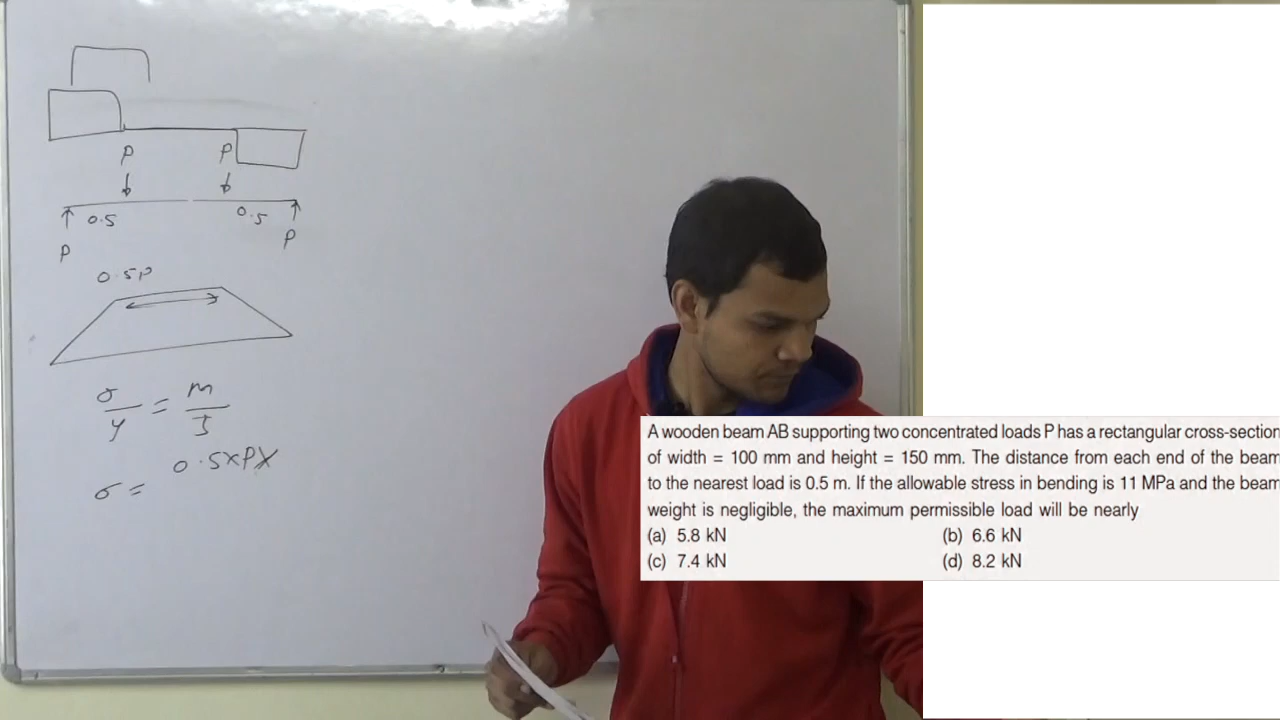 P P
0.5 0.5
P P
0.5P
σ/y = M/I
0.5×P×
σ =
A wooden beam AB supporting two concentrated loads P has a rectangular cross-section
of width = 100 mm and height = 150 mm. The distance from each end of the beam
to the nearest load is 0.5 m. If the allowable stress in bending is 11 MPa and the beam
weight is negligible, the maximum permissible load will be nearly
(a) 5.8 kN (b) 6.6 kN
(c) 7.4 kN (d) 8.2 kN